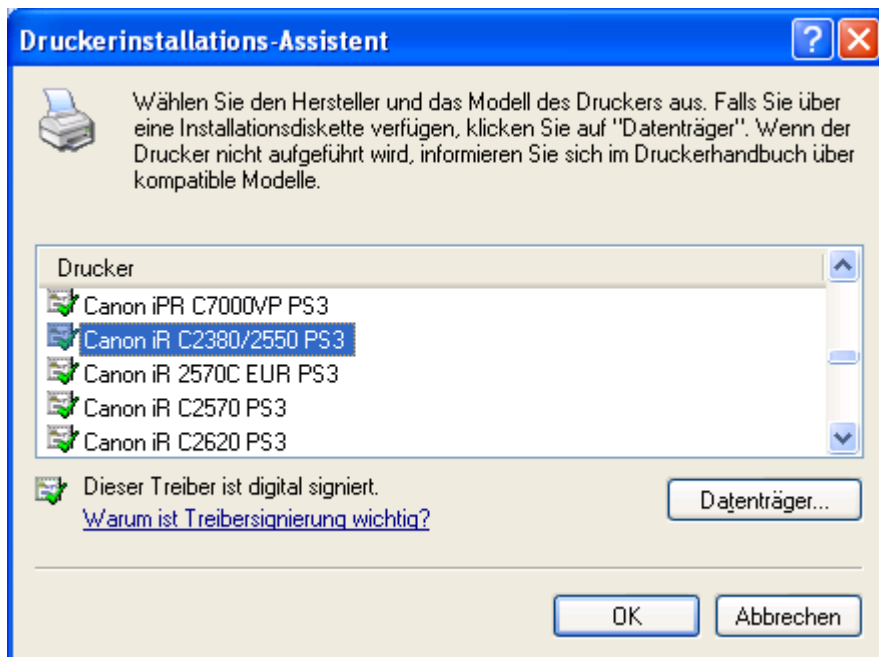 Druckerinstallations-Assistent
Wählen Sie den Hersteller und das Modell des Druckers aus. Falls Sie über
eine Installationsdiskette verfügen, klicken Sie auf "Datenträger". Wenn der
Drucker nicht aufgeführt wird, informieren Sie sich im Druckerhandbuch über
kompatible Modelle.
Drucker
Canon iPR C7000VP PS3
Canon iR C2380/2550 PS3
Canon iR 2570C EUR PS3
Canon iR C2570 PS3
Canon iR C2620 PS3
Dieser Treiber ist digital signiert.
Warum ist Treibersignierung wichtig?
Datenträger...
OK
Abbrechen